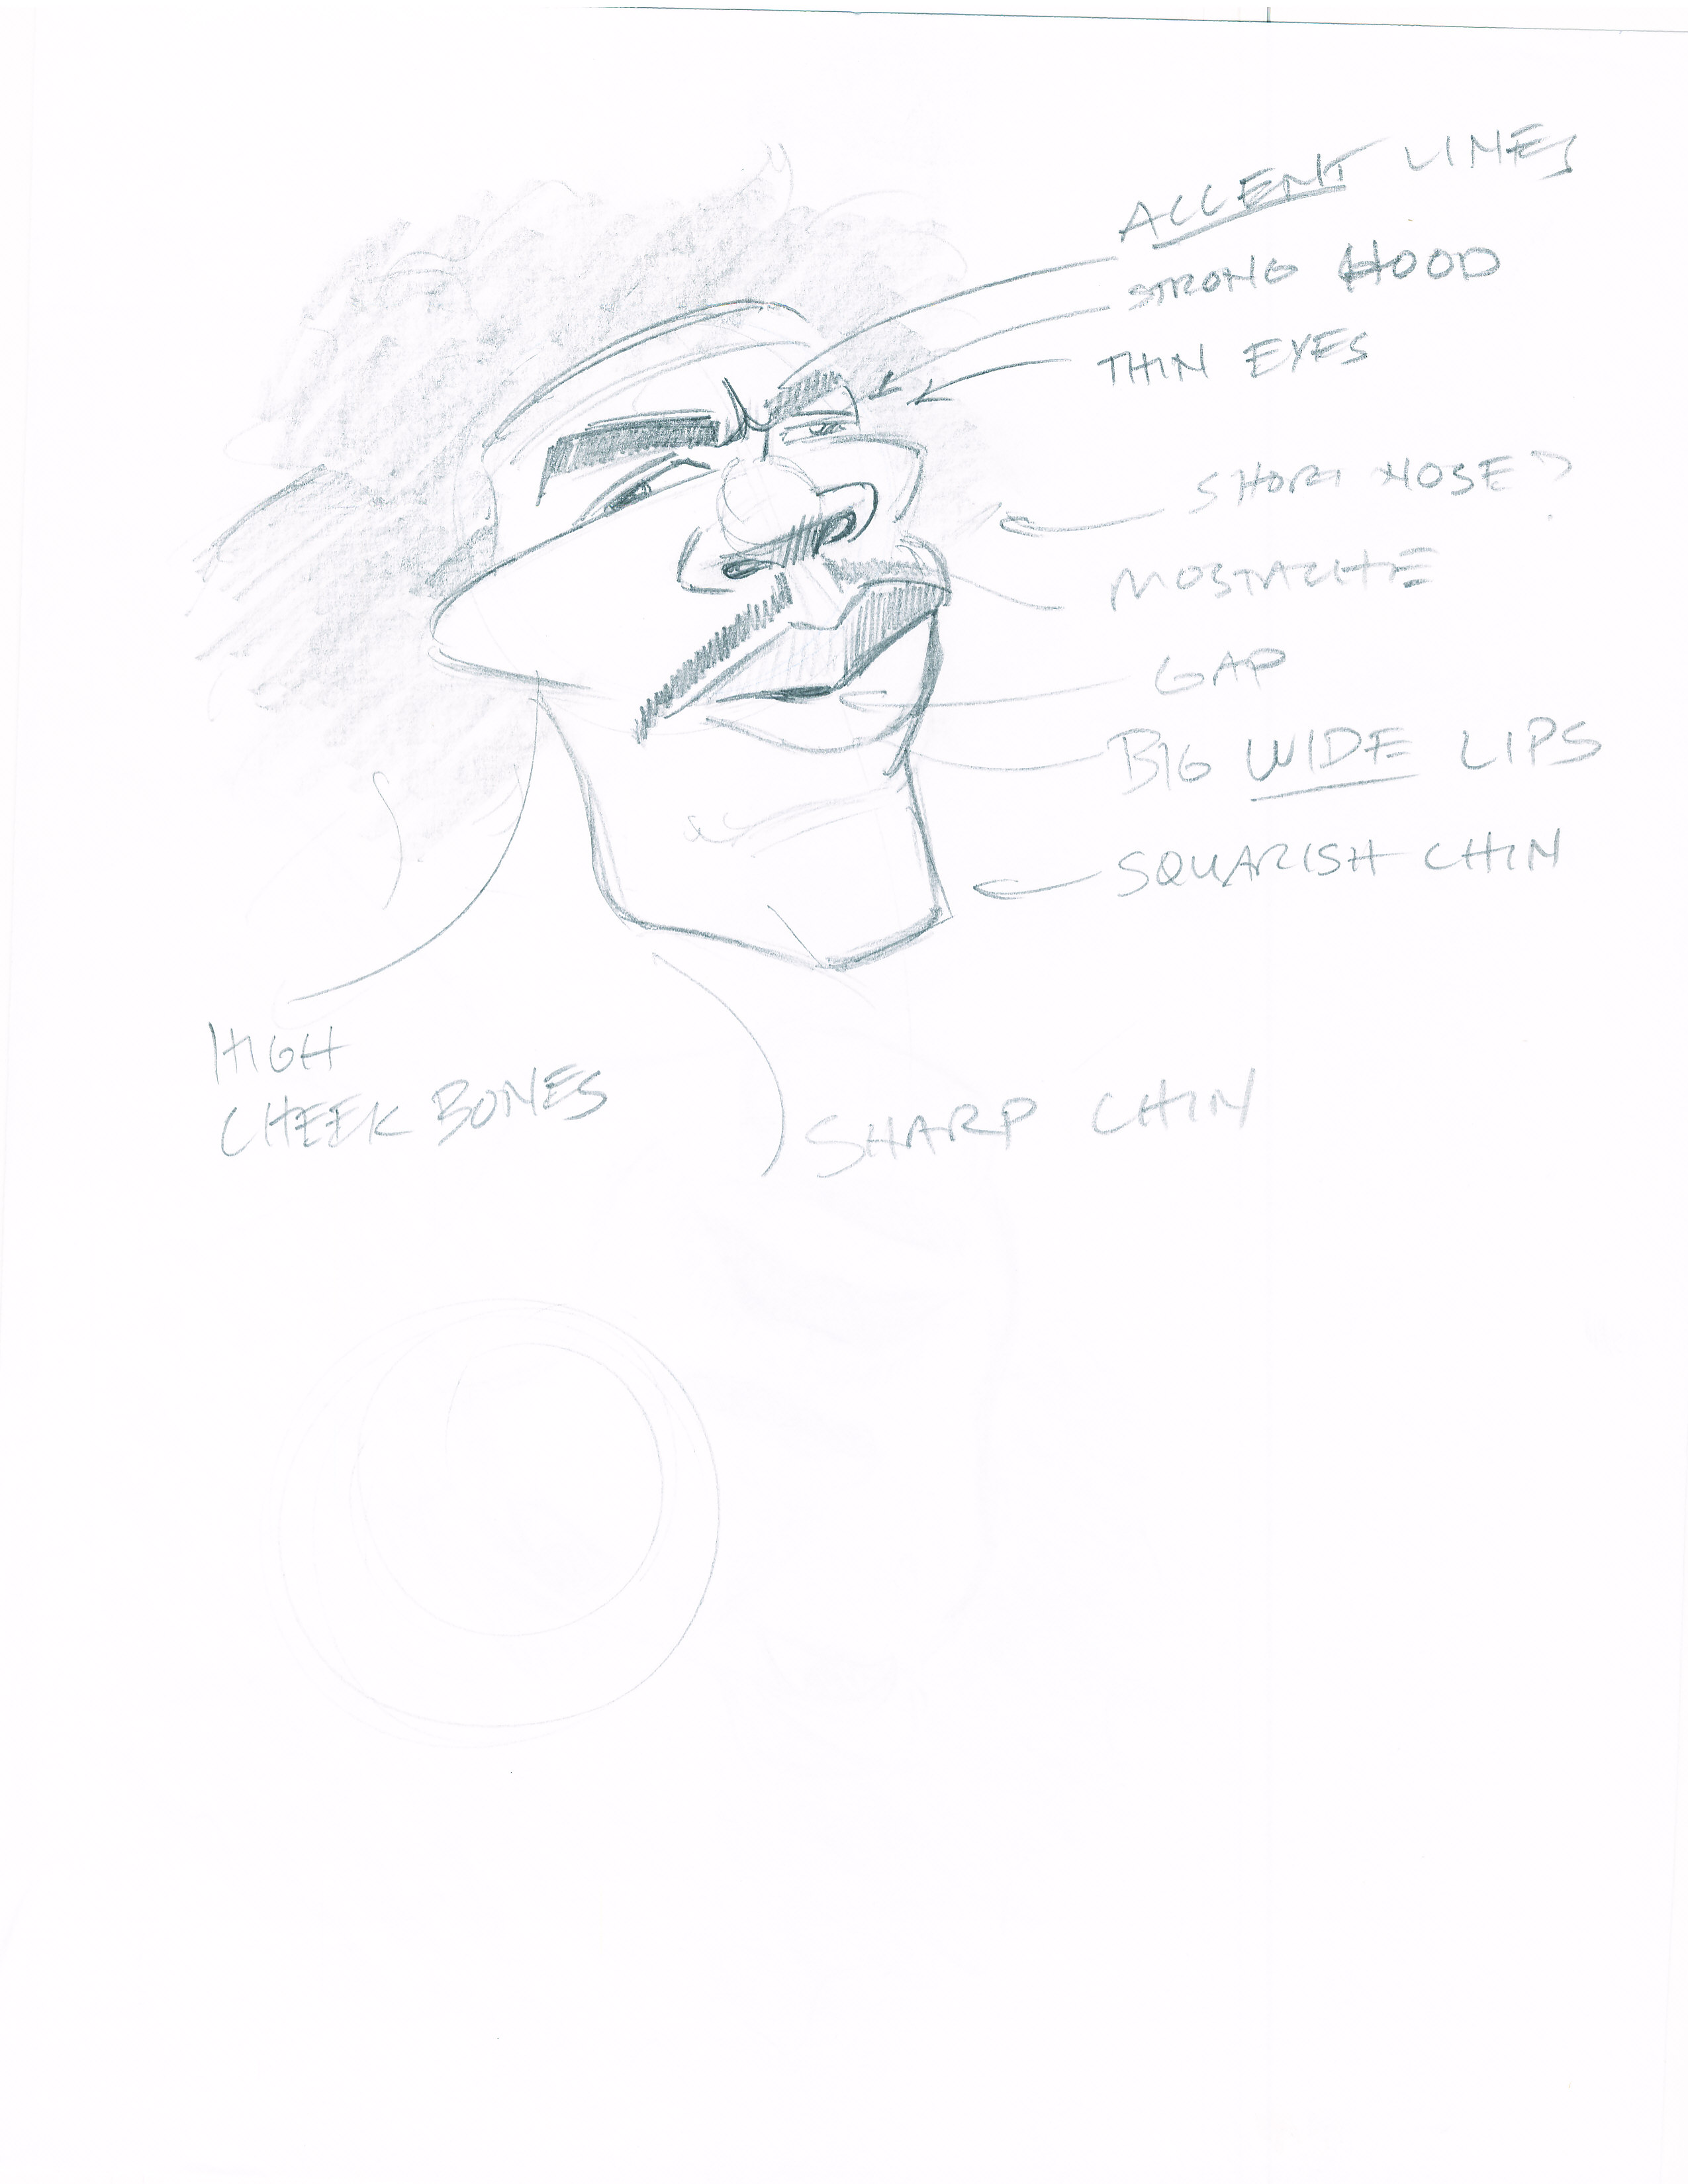 ACCENT LINES
STRONG HOOD
THIN EYES
SHORT NOSE
MOSTACHE
GAP
BIG WIDE LIPS
SQUARISH CHIN
HIGH
CHEEK BONES
SHARP CHIN